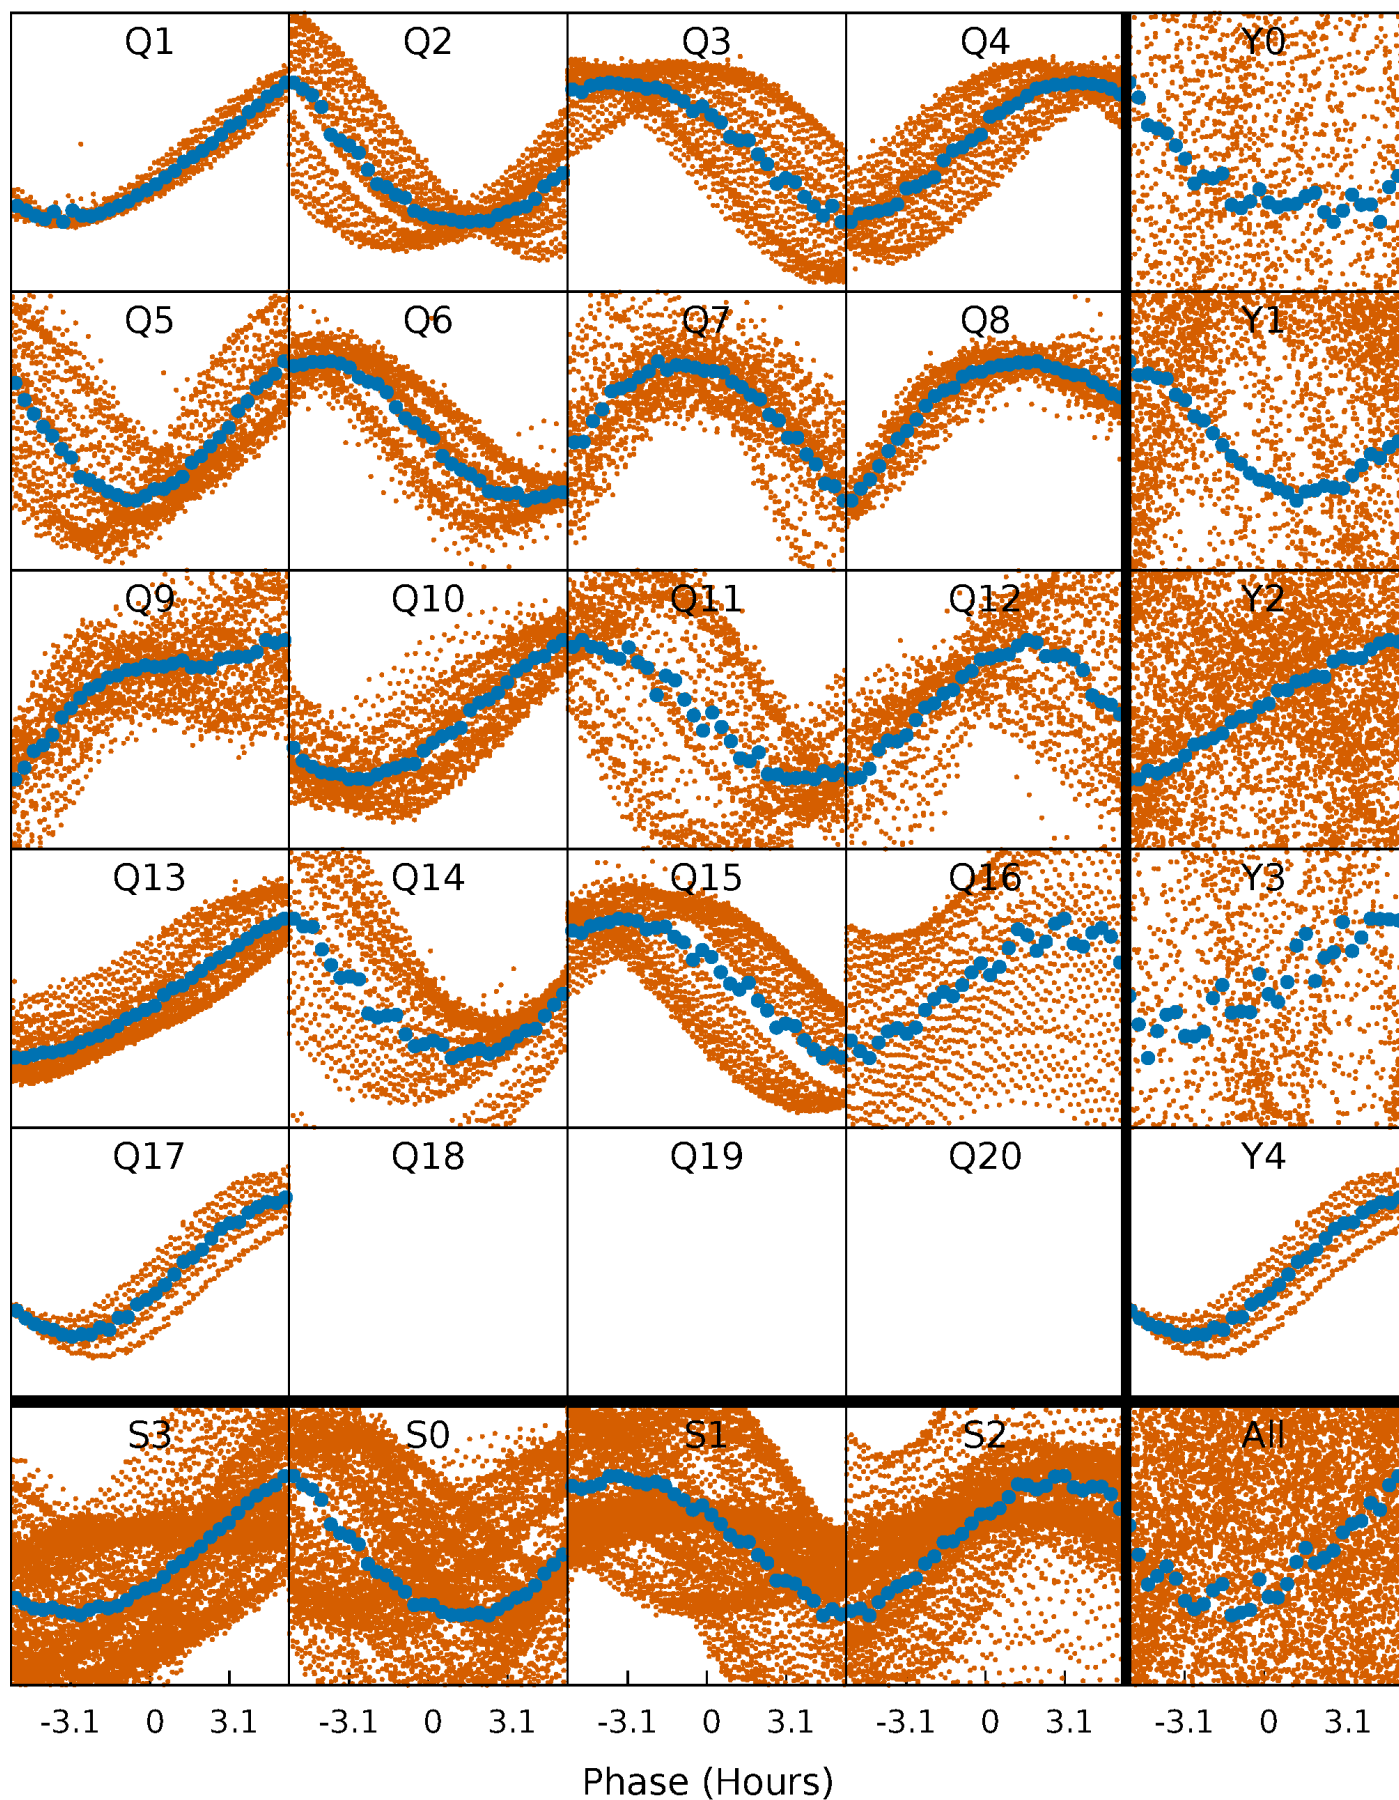 Q1 Q2 Q3 Q4 Y0
Q5 Q6 Q7 Q8 Y1
Q9 Q10 Q11 Q12 Y2
Q13 Q14 Q15 Q16 Y3
Q17 Q18 Q19 Q20 Y4
S3 S0 S1 S2 All
-3.1 0 3.1 -3.1 0 3.1 -3.1 0 3.1 -3.1 0 3.1 -3.1 0 3.1
Phase (Hours)